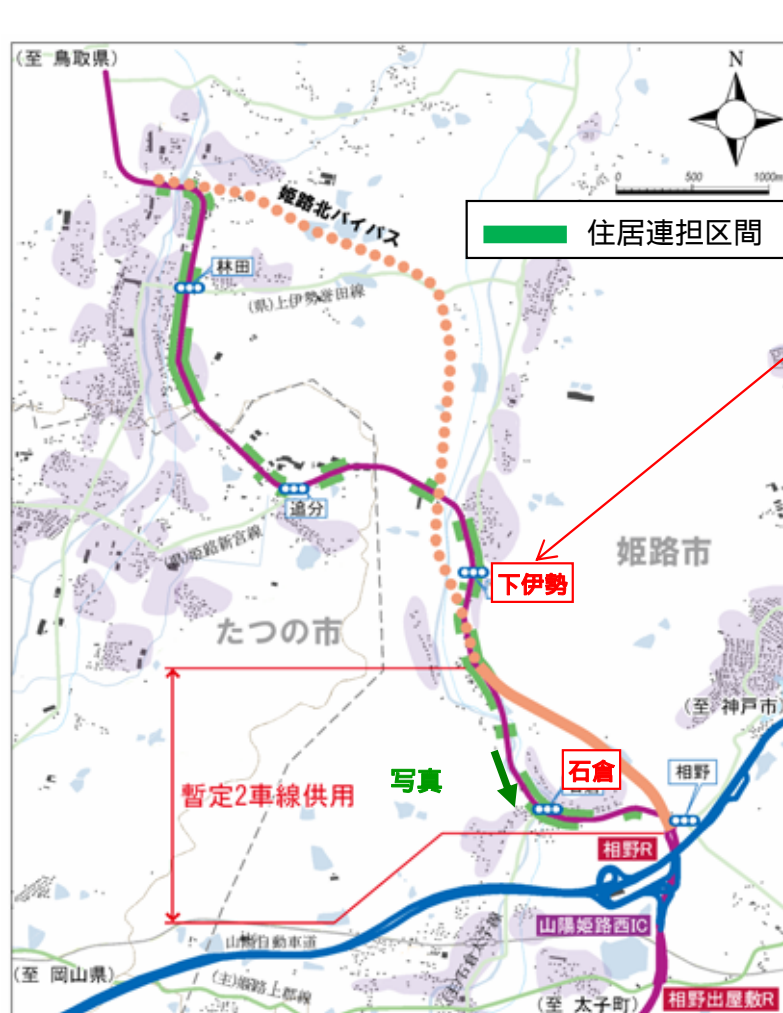 (至 鳥取県)
N
0 500 1000m
姫路北バイパス
住居連担区間
林田
(県)上伊勢誉田線
追分
(県)姫路新宮線
下伊勢
姫路市
たつの市
(至 神戸市)
暫定2車線供用
写真
石倉
相野
相野R
山陽姫路西IC
山陽自動車道
(至 岡山県)
(主)姫路上郡線
(至 太子町)
相野出屋敷R